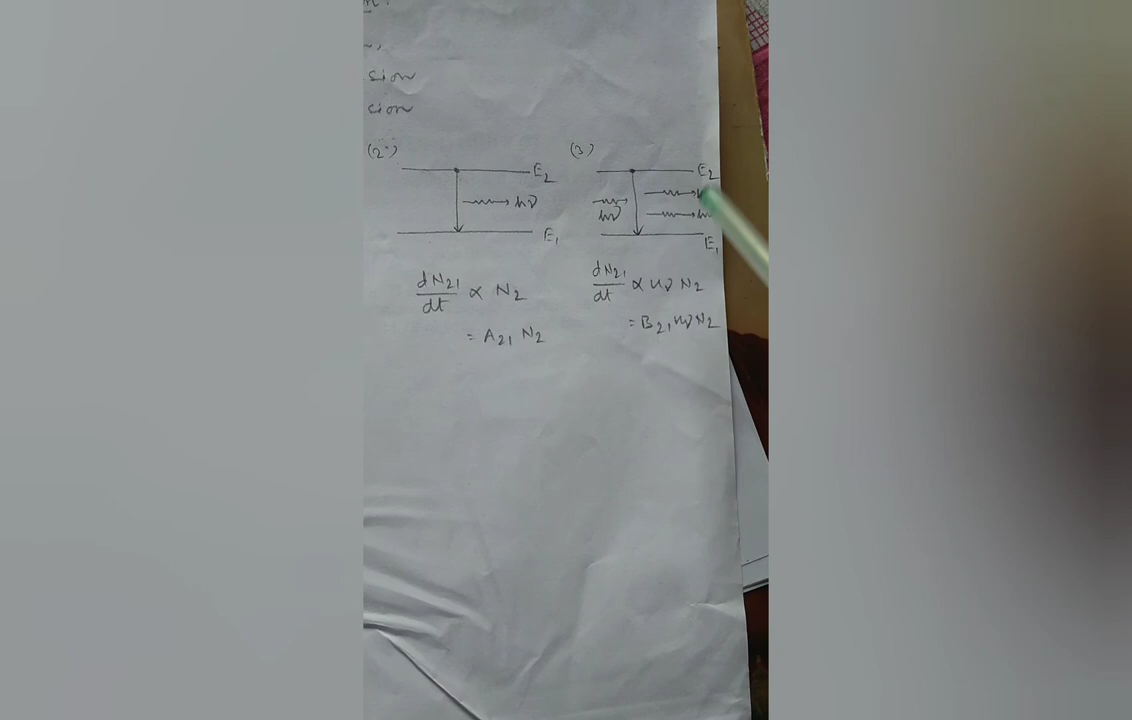 sion
sion
(2)
E₂
hν
E₁
dN₂₁/dt ∝ N₂
= A₂₁ N₂
(3)
E₂
hν
E₁
dN₂₁/dt ∝ uν N₂
= B₂₁ uν N₂